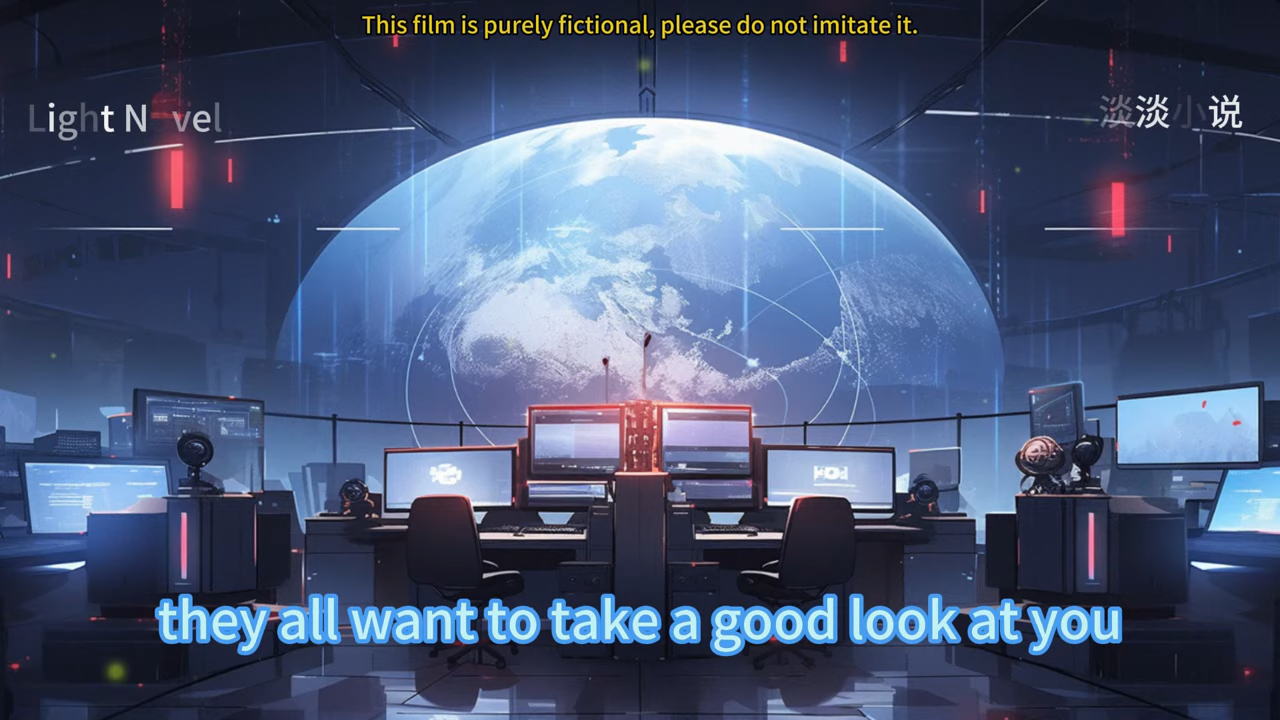 This film is purely fictional, please do not imitate it.
Light N vel
淡淡小说
they all want to take a good look at you